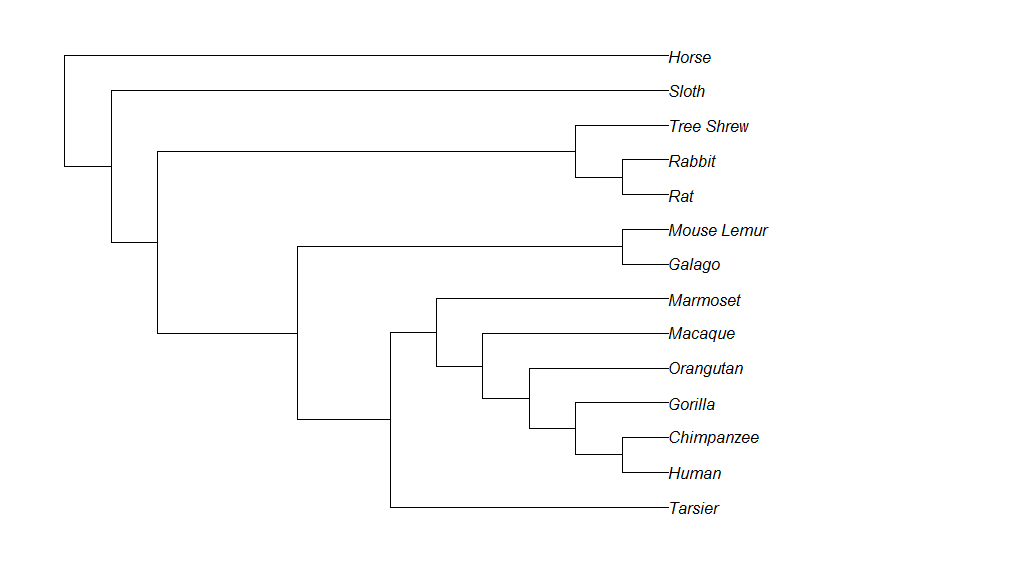 Horse
Sloth
Tree Shrew
Rabbit
Rat
Mouse Lemur
Galago
Marmoset
Macaque
Orangutan
Gorilla
Chimpanzee
Human
Tarsier